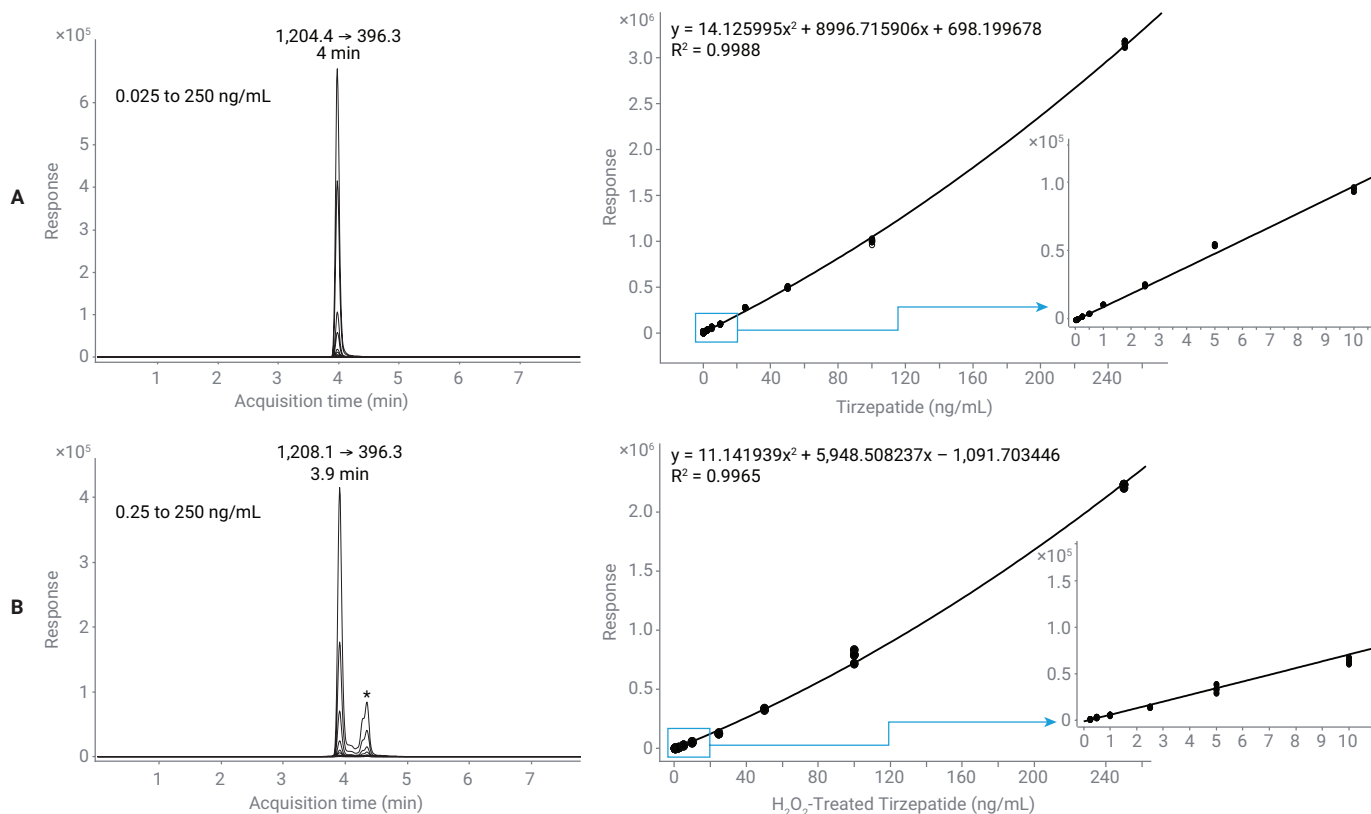 A
×10⁵
1,204.4 → 396.3
4 min
0.025 to 250 ng/mL
Response
6
5
4
3
2
1
0
1 2 3 4 5 6 7
Acquisition time (min)
×10⁶
y = 14.125995x² + 8996.715906x + 698.199678
R² = 0.9988
Response
3.0
3.5
2.0
1.5
1.0
0.5
0
0 40 80 120 160 200 240
Tirzepatide (ng/mL)
×10⁵
1.0
0.5
0
0 1 2 3 4 5 6 7 8 9 10
B
×10⁵
1,208.1 → 396.3
3.9 min
0.25 to 250 ng/mL
Response
4
3
2
1
0
*
1 2 3 4 5 6 7
Acquisition time (min)
×10⁶
y = 11.141939x² + 5,948.508237x – 1,091.703446
R² = 0.9965
Response
2.0
1.5
1.0
0.5
0
0 40 80 120 160 200 240
H₂O₂-Treated Tirzepatide (ng/mL)
×10⁵
1.5
1.0
0.5
0
0 1 2 3 4 5 6 7 8 9 10